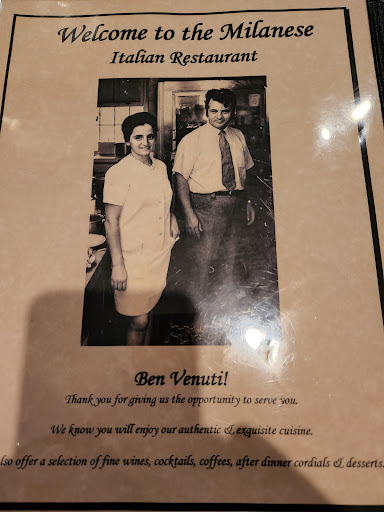 Welcome to the Milanese
Italian Restaurant
Ben Venuti!
Thank you for giving us the opportunity to serve you.
We know you will enjoy our authentic & exquisite cuisine.
lso offer a selection of fine wines, cocktails, coffees, after dinner cordials & desserts.